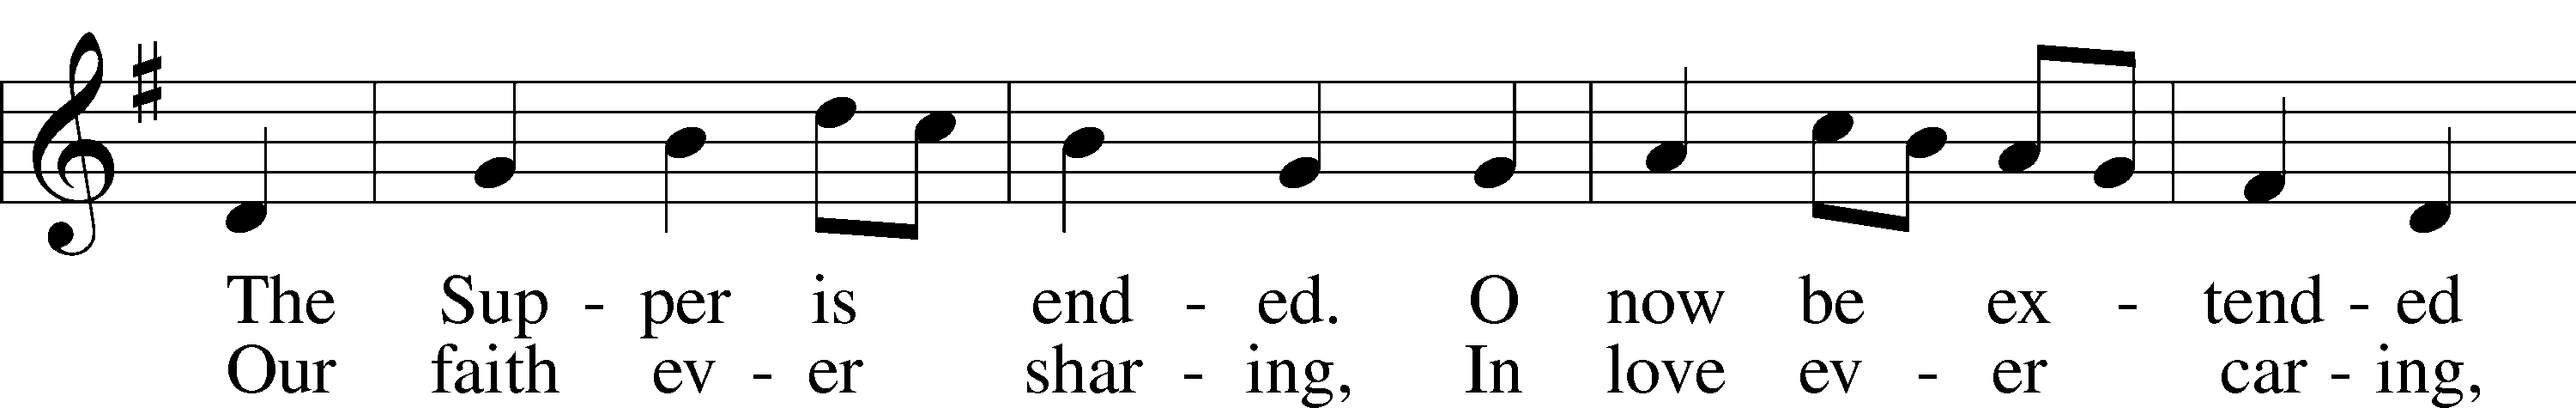 The Sup - per is end - ed. O now be ex - tend - ed
Our faith ev - er shar - ing, In love ev - er car - ing,